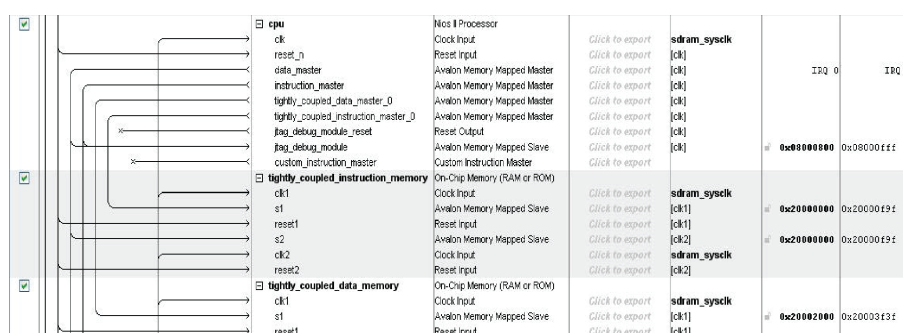 cpu Nios II Processor
clk Clock Input Click to export sdram_sysclk
reset_n Reset Input Click to export [clk]
data_master Avalon Memory Mapped Master Click to export [clk] IRQ 0 IRQ
instruction_master Avalon Memory Mapped Master Click to export [clk]
tightly_coupled_data_master_0 Avalon Memory Mapped Master Click to export [clk]
tightly_coupled_instruction_master_0 Avalon Memory Mapped Master Click to export [clk]
jtag_debug_module_reset Reset Output Click to export [clk]
jtag_debug_module Avalon Memory Mapped Slave Click to export [clk] 0x08000800 0x08000fff
custom_instruction_master Custom Instruction Master Click to export
tightly_coupled_instruction_memory On-Chip Memory (RAM or ROM)
clk1 Clock Input Click to export sdram_sysclk
s1 Avalon Memory Mapped Slave Click to export [clk1] 0x20000000 0x20000f9f
reset1 Reset Input Click to export [clk1]
s2 Avalon Memory Mapped Slave Click to export [clk2] 0x20000000 0x20000f9f
clk2 Clock Input Click to export sdram_sysclk
reset2 Reset Input Click to export [clk2]
tightly_coupled_data_memory On-Chip Memory (RAM or ROM)
clk1 Clock Input Click to export sdram_sysclk
s1 Avalon Memory Mapped Slave Click to export [clk1] 0x20002000 0x20003f3f
reset1 Reset Input Click to export [clk1]